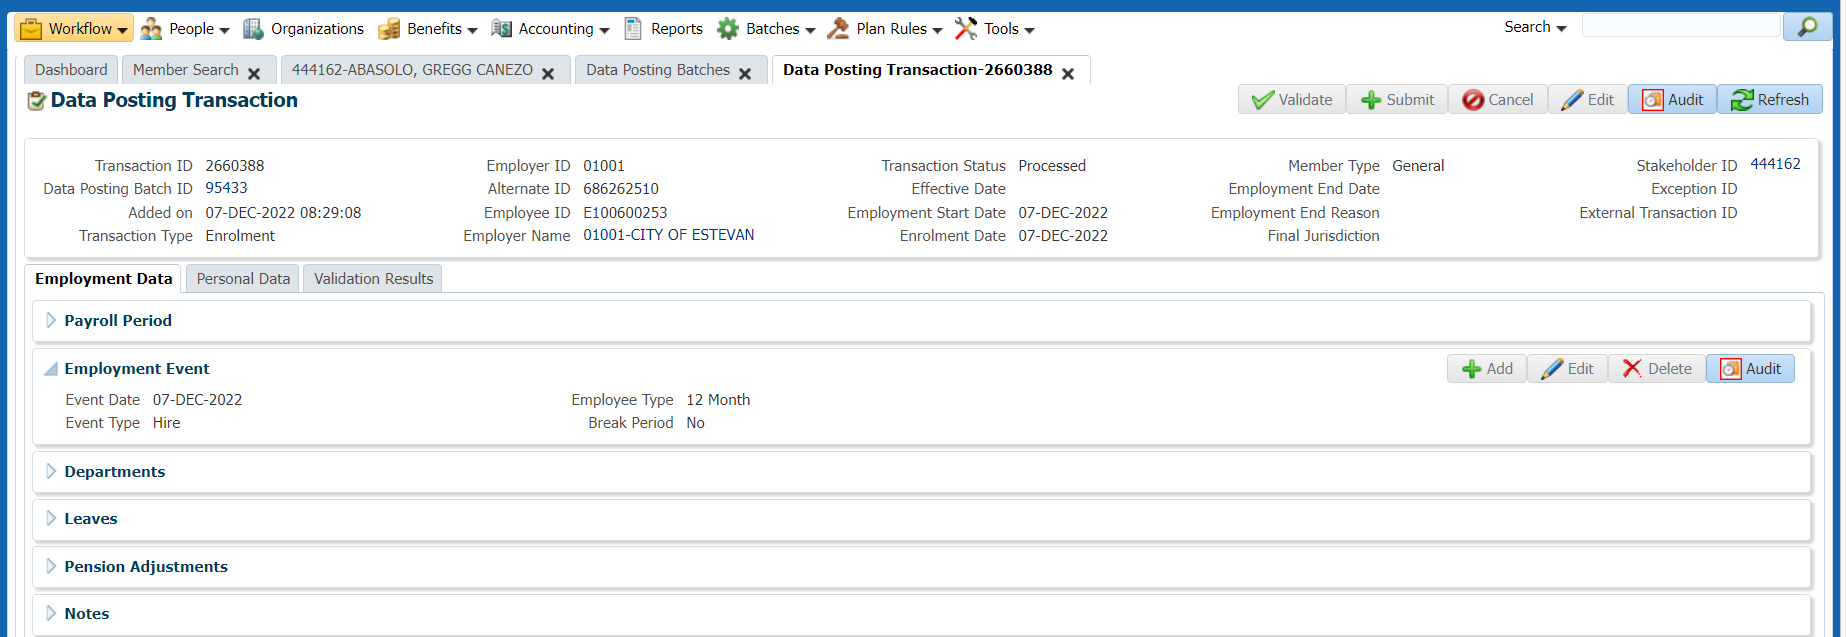 Workflow People Organizations Benefits Accounting Reports Batches Plan Rules Tools Search
Dashboard Member Search 444162-ABASOLO, GREGG CANEZO Data Posting Batches Data Posting Transaction-2660388
Data Posting Transaction Validate Submit Cancel Edit Audit Refresh
Transaction ID 2660388 Employer ID 01001 Transaction Status Processed Member Type General Stakeholder ID 444162
Data Posting Batch ID 95433 Alternate ID 686262510 Effective Date Employment End Date Exception ID
Added on 07-DEC-2022 08:29:08 Employee ID E100600253 Employment Start Date 07-DEC-2022 Employment End Reason External Transaction ID
Transaction Type Enrolment Employer Name 01001-CITY OF ESTEVAN Enrolment Date 07-DEC-2022 Final Jurisdiction
Employment Data Personal Data Validation Results
Payroll Period
Employment Event Add Edit Delete Audit
Event Date 07-DEC-2022 Employee Type 12 Month
Event Type Hire Break Period No
Departments
Leaves
Pension Adjustments
Notes